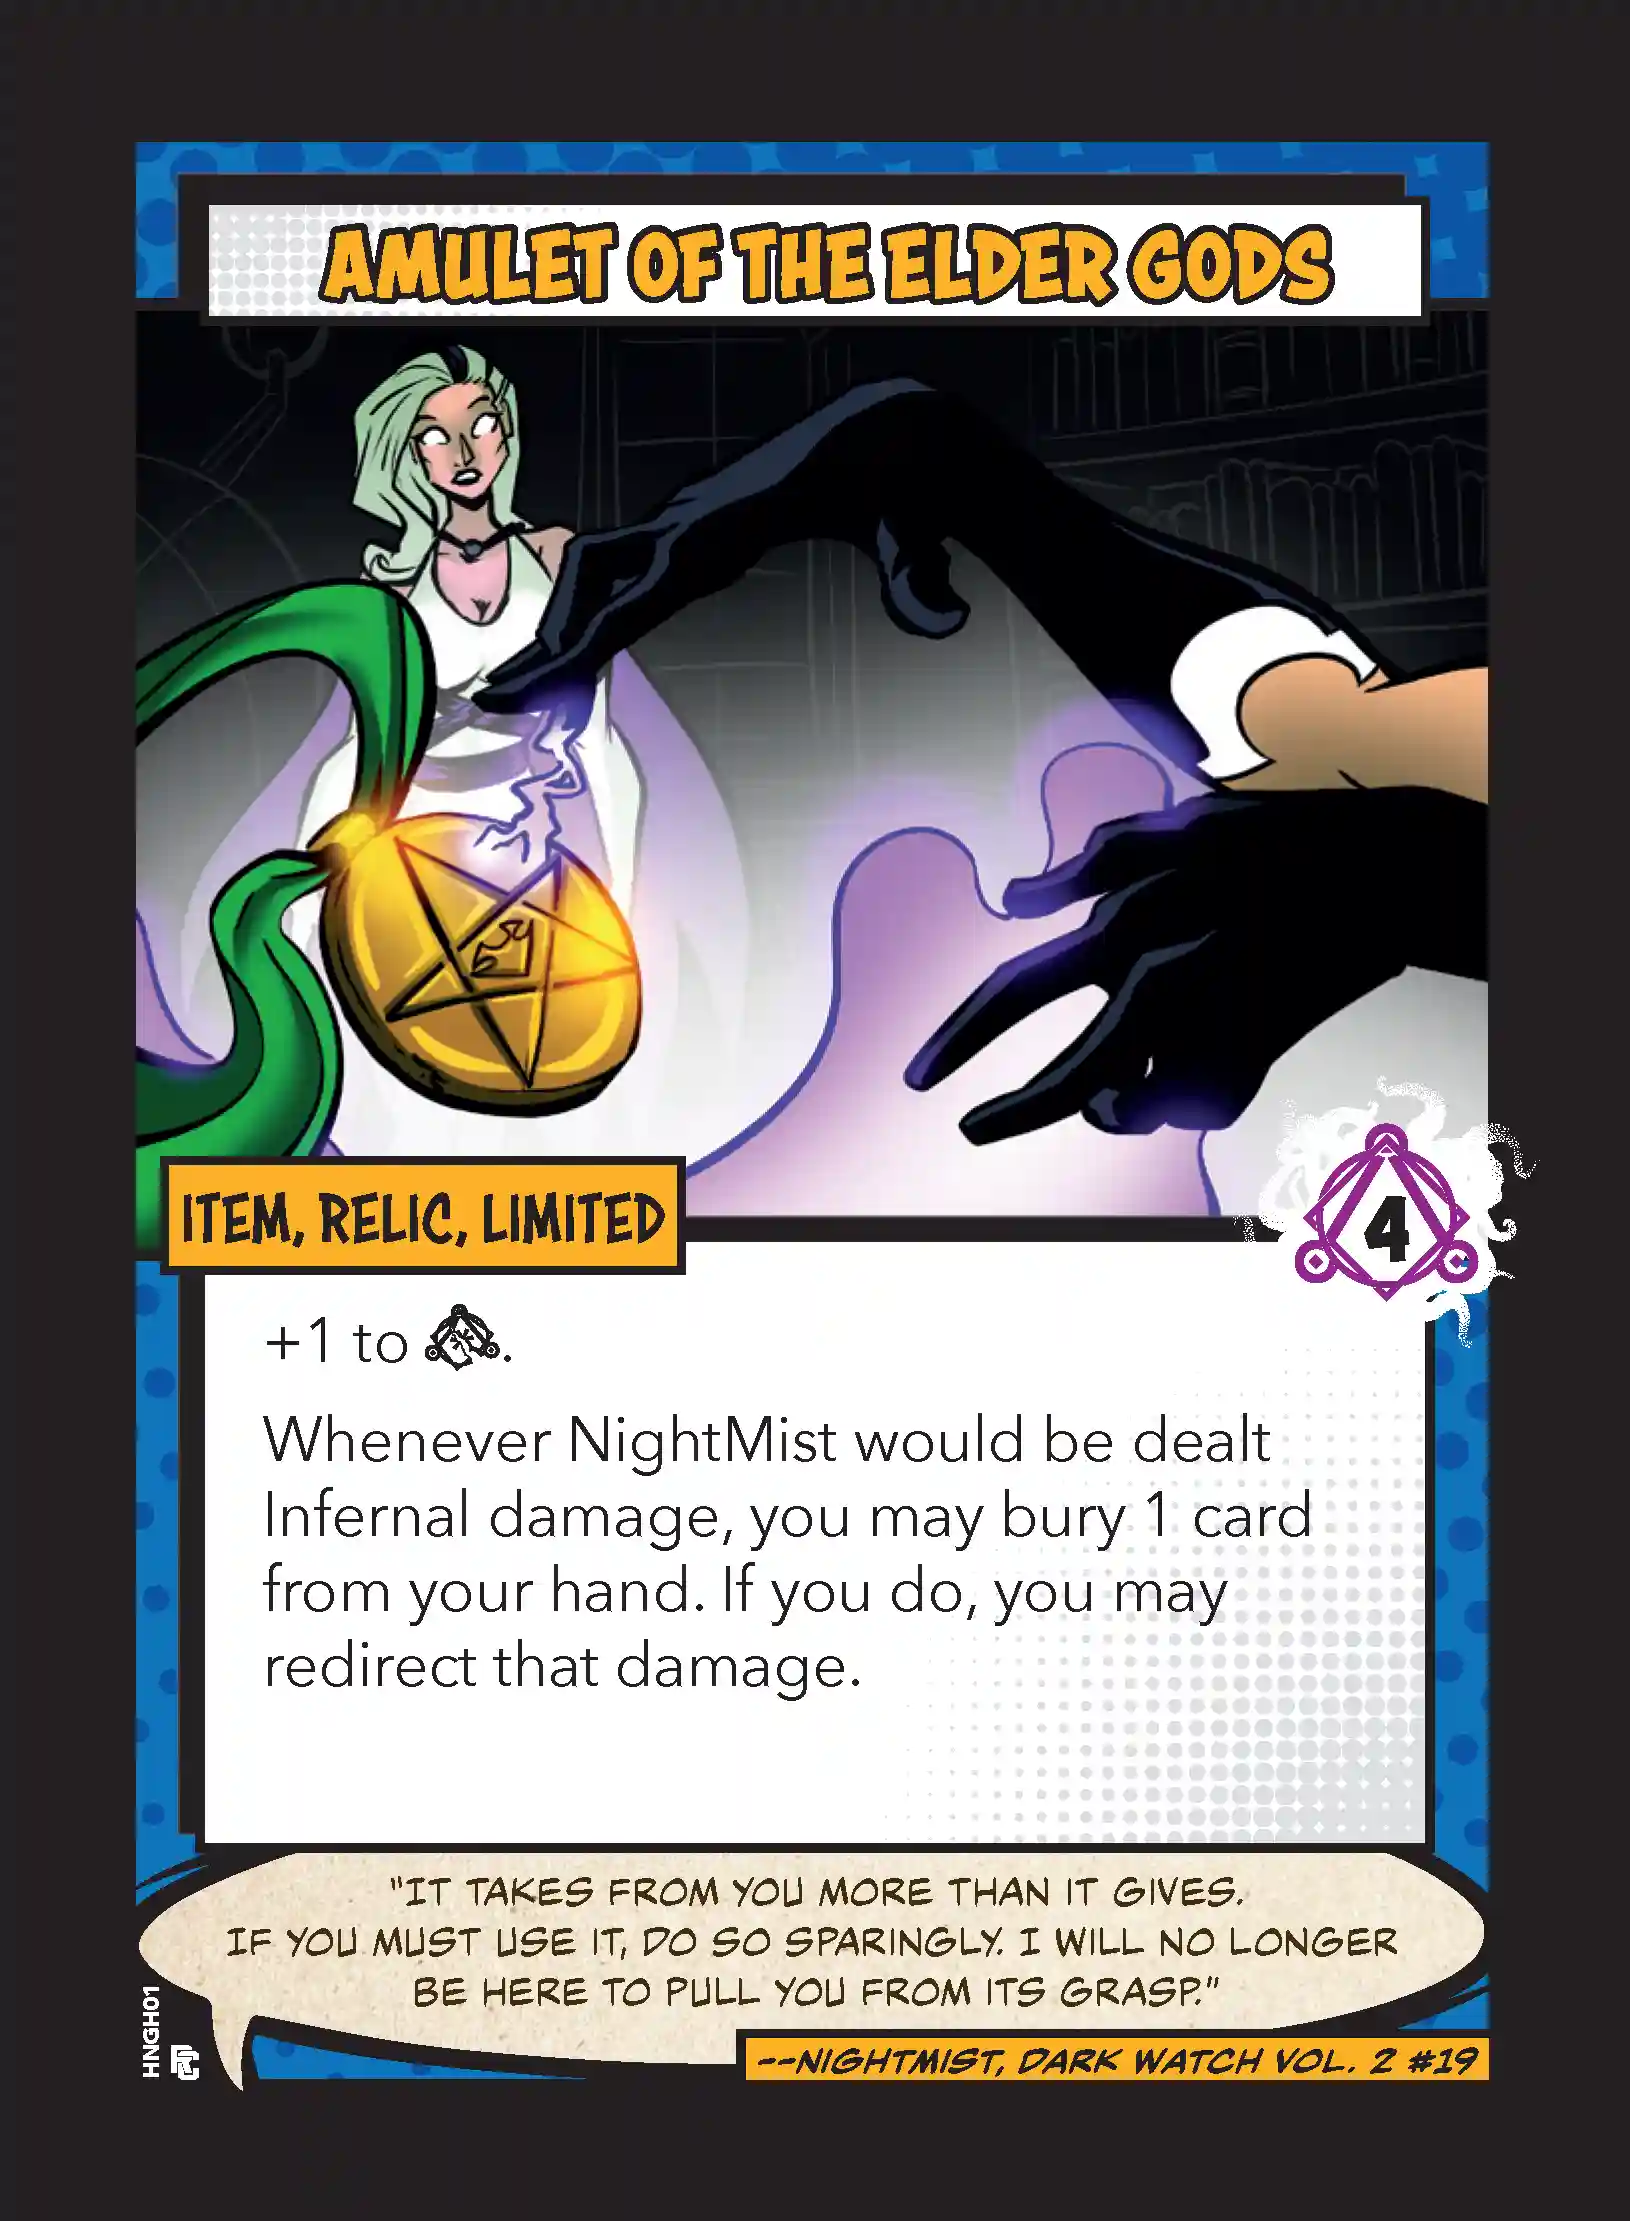 AMULET OF THE ELDER GODS
ITEM, RELIC, LIMITED
4
+1 to .
Whenever NightMist would be dealt
Infernal damage, you may bury 1 card
from your hand. If you do, you may
redirect that damage.
"IT TAKES FROM YOU MORE THAN IT GIVES.
IF YOU MUST USE IT, DO SO SPARINGLY. I WILL NO LONGER
BE HERE TO PULL YOU FROM ITS GRASP."
--NIGHTMIST, DARK WATCH VOL. 2 #19
HNGH01